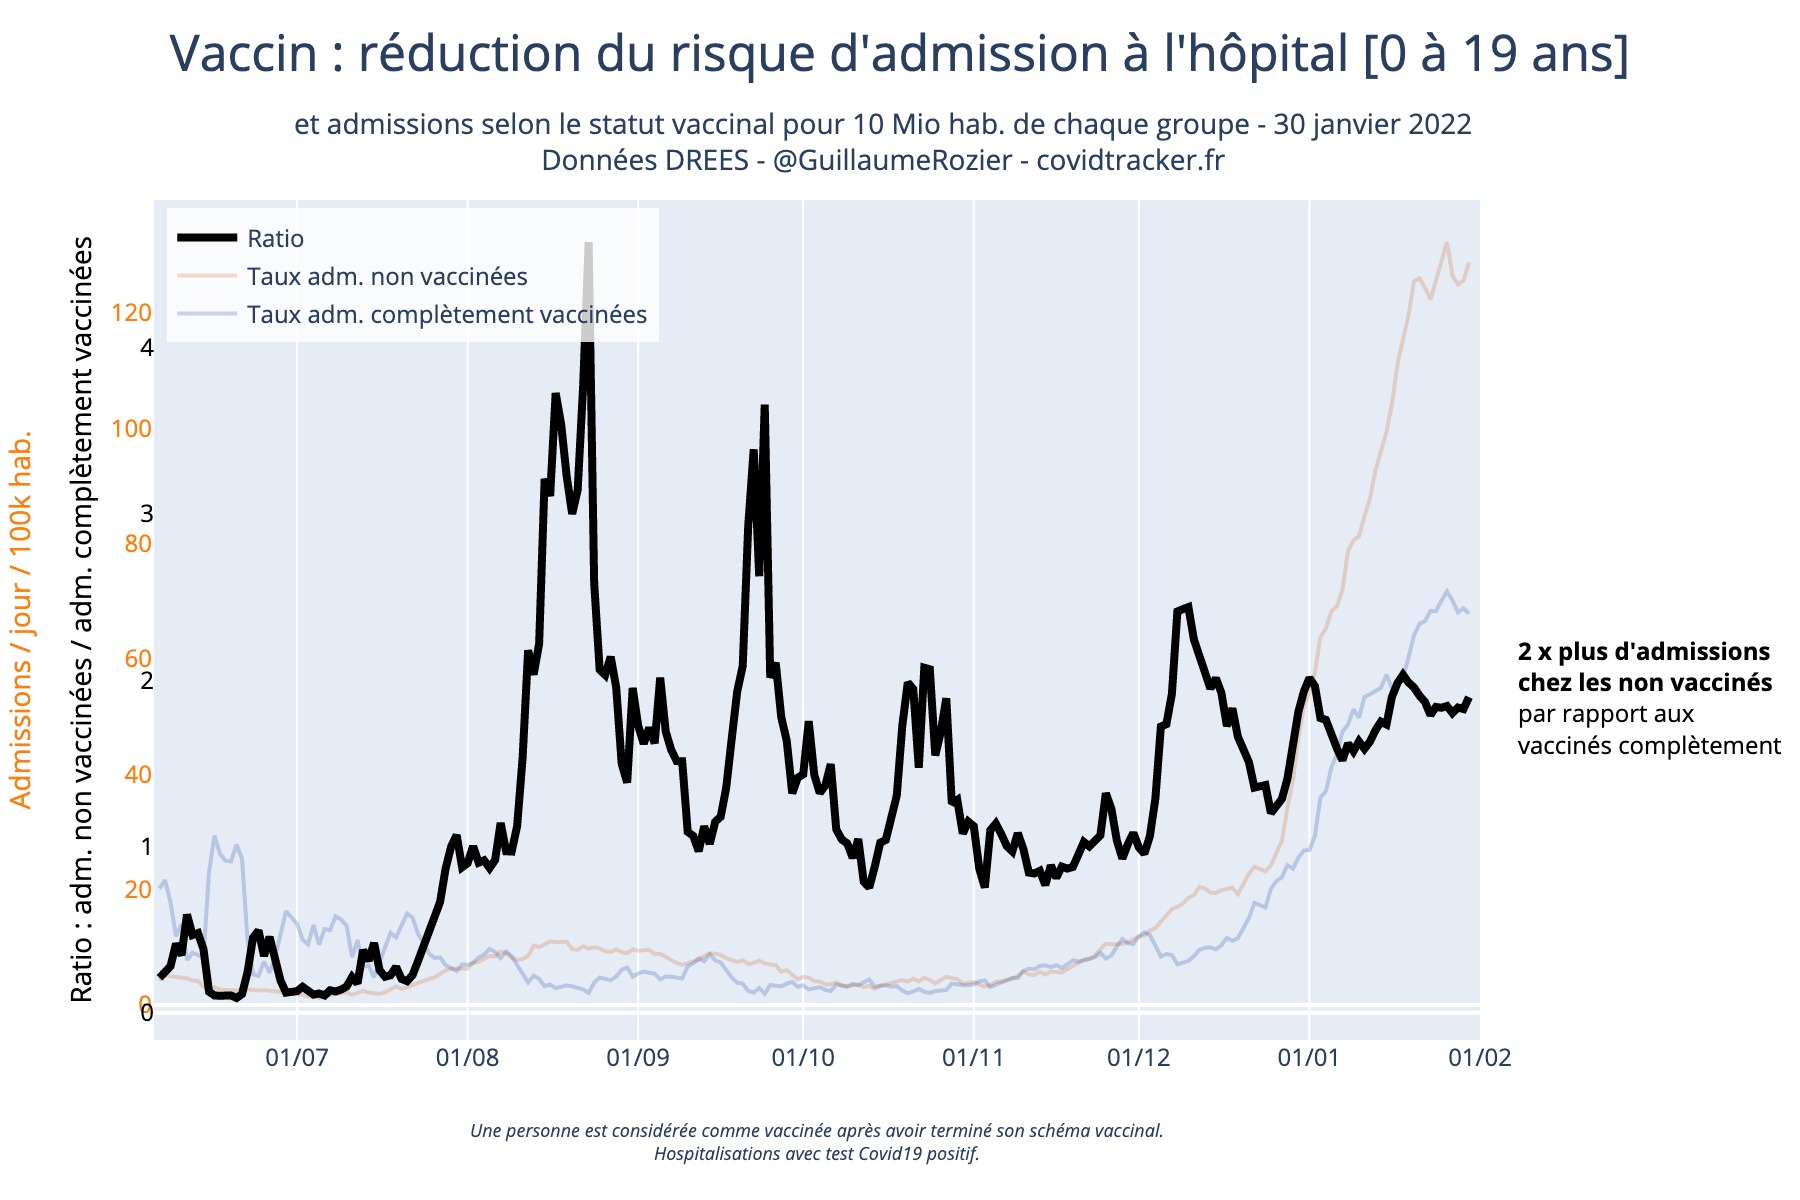 Vaccin : réduction du risque d'admission à l'hôpital [0 à 19 ans]
et admissions selon le statut vaccinal pour 10 Mio hab. de chaque groupe - 30 janvier 2022
Données DREES - @GuillaumeRozier - covidtracker.fr
Admissions / jour / 100k hab.
Ratio : adm. non vaccinées / adm. complètement vaccinées
Ratio
Taux adm. non vaccinées
Taux adm. complètement vaccinées
120
4
100
3
80
60
2
40
1
20
0
0
01/07
01/08
01/09
01/10
01/11
01/12
01/01
01/02
2 x plus d'admissions
chez les non vaccinés
par rapport aux
vaccinés complètement
Une personne est considérée comme vaccinée après avoir terminé son schéma vaccinal.
Hospitalisations avec test Covid19 positif.